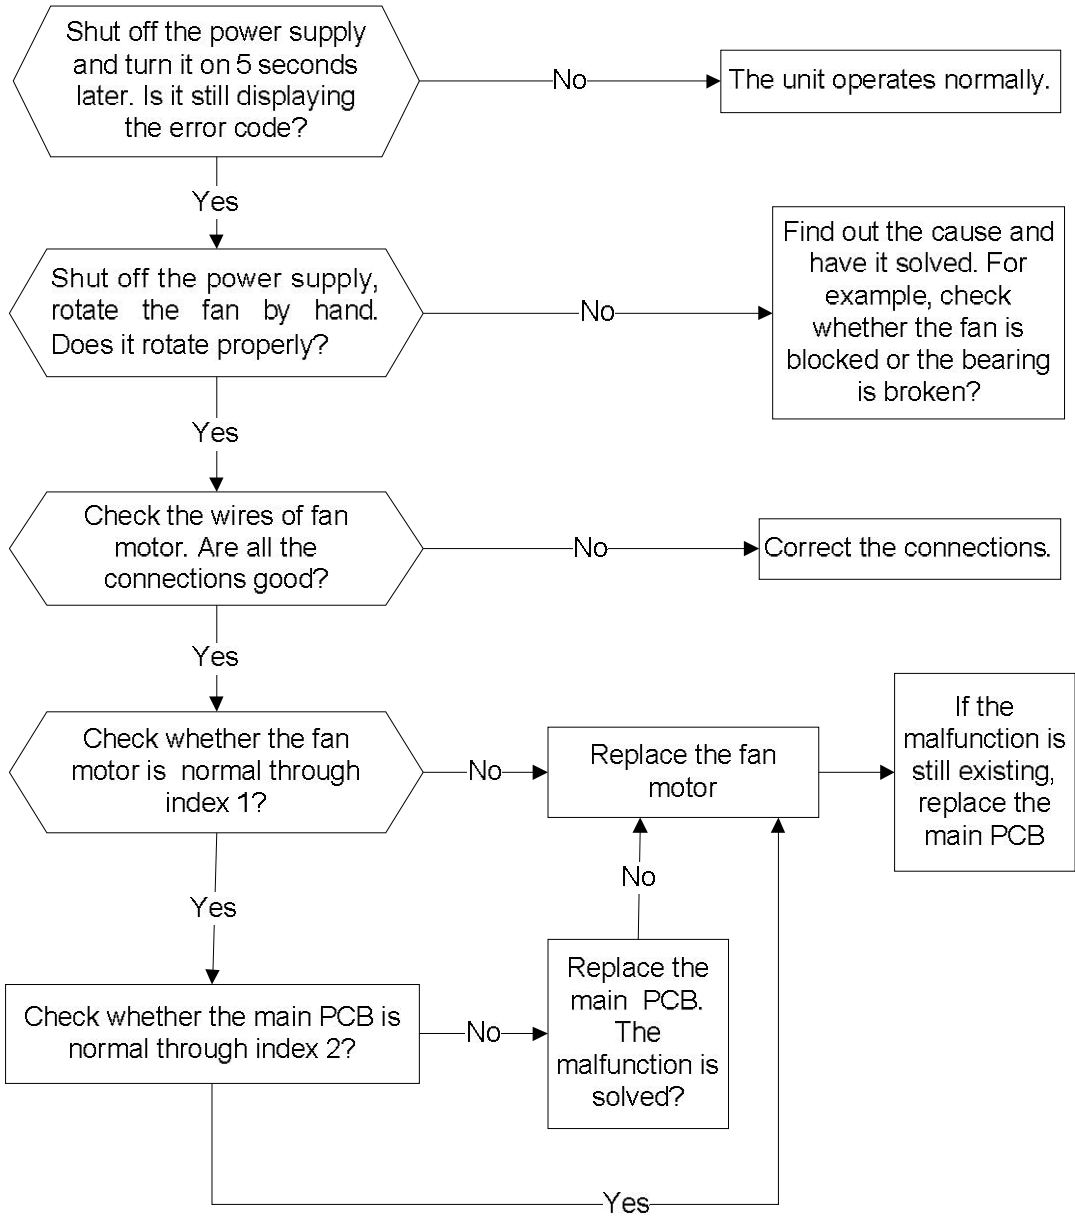 Shut off the power supply
and turn it on 5 seconds
later. Is it still displaying
the error code?
No
The unit operates normally.
Yes
Shut off the power supply,
rotate the fan by hand.
Does it rotate properly?
No
Find out the cause and
have it solved. For
example, check
whether the fan is
blocked or the bearing
is broken?
Yes
Check the wires of fan
motor. Are all the
connections good?
No
Correct the connections.
Yes
Check whether the fan
motor is normal through
index 1?
No
Replace the fan
motor
If the
malfunction is
still existing,
replace the
main PCB
Yes
No
Check whether the main PCB is
normal through index 2?
No
Replace the
main PCB.
The
malfunction is
solved?
Yes